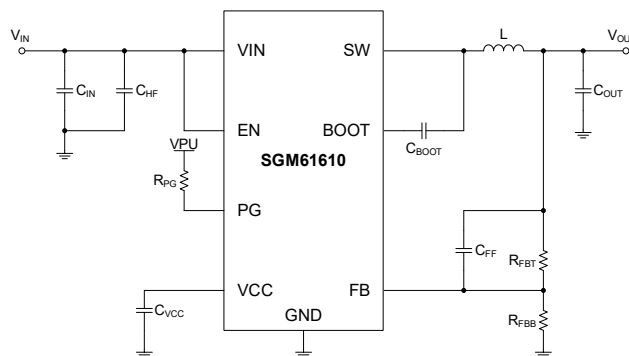 VIN
VOUT
VIN
SW
L
CIN
CHF
COUT
EN
BOOT
CBOOT
SGM61610
VPU
RPG
PG
CFF
RFBT
VCC
FB
CVCC
RFBB
GND